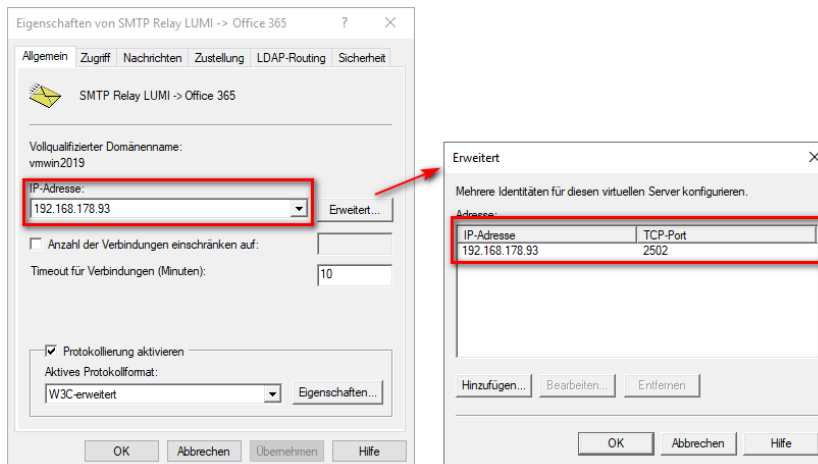 Eigenschaften von SMTP Relay LUMI -> Office 365 ?
Allgemein Zugriff Nachrichten Zustellung LDAP-Routing Sicherheit
SMTP Relay LUMI -> Office 365
Vollqualifizierter Domänenname:
vmwin2019
IP-Adresse:
192.168.178.93 Erweitert...
Anzahl der Verbindungen einschränken auf:
Timeout für Verbindungen (Minuten): 10
Protokollierung aktivieren
Aktives Protokollformat:
W3C-erweitert Eigenschaften...
OK Abbrechen Übernehmen Hilfe
Erweitert
Mehrere Identitäten für diesen virtuellen Server konfigurieren.
Adresse:
IP-Adresse TCP-Port
192.168.178.93 2502
Hinzufügen... Bearbeiten... Entfernen
OK Abbrechen Hilfe